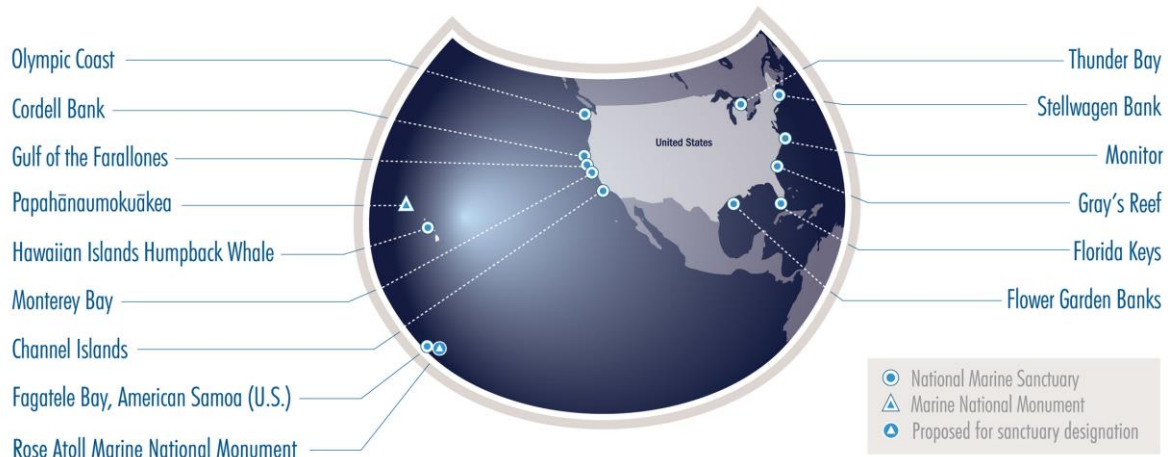 Olympic Coast
Cordell Bank
Gulf of the Farallones
Papahānaumokuākea
Hawaiian Islands Humpback Whale
Monterey Bay
Channel Islands
Fagatele Bay, American Samoa (U.S.)
Rose Atoll Marine National Monument
United States
Thunder Bay
Stellwagen Bank
Monitor
Gray's Reef
Florida Keys
Flower Garden Banks
National Marine Sanctuary
Marine National Monument
Proposed for sanctuary designation